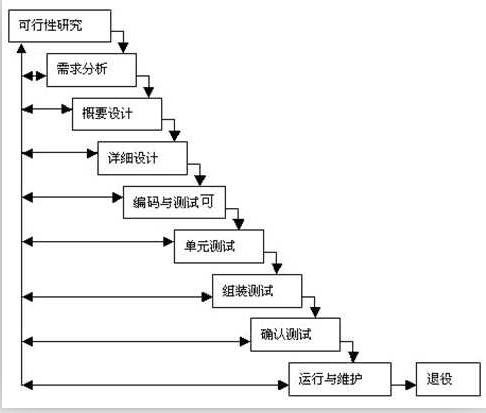 可行性研究
需求分析
概要设计
详细设计
编码与测试可
单元测试
组装测试
确认测试
运行与维护
退役